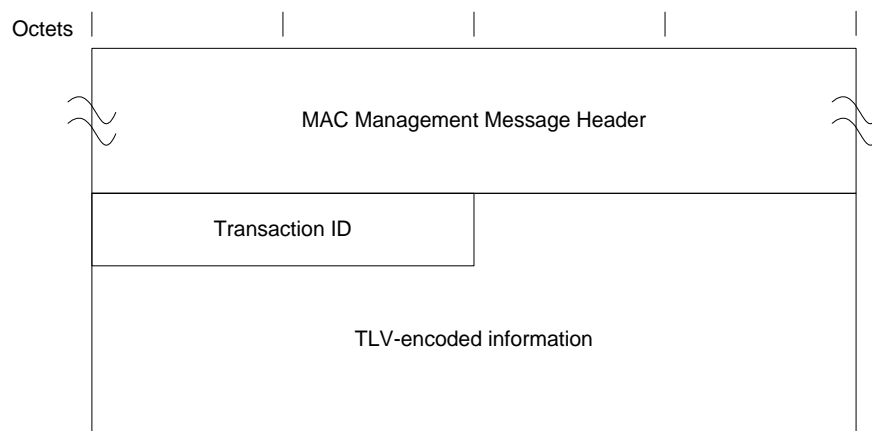 Octets
MAC Management Message Header
Transaction ID
TLV-encoded information